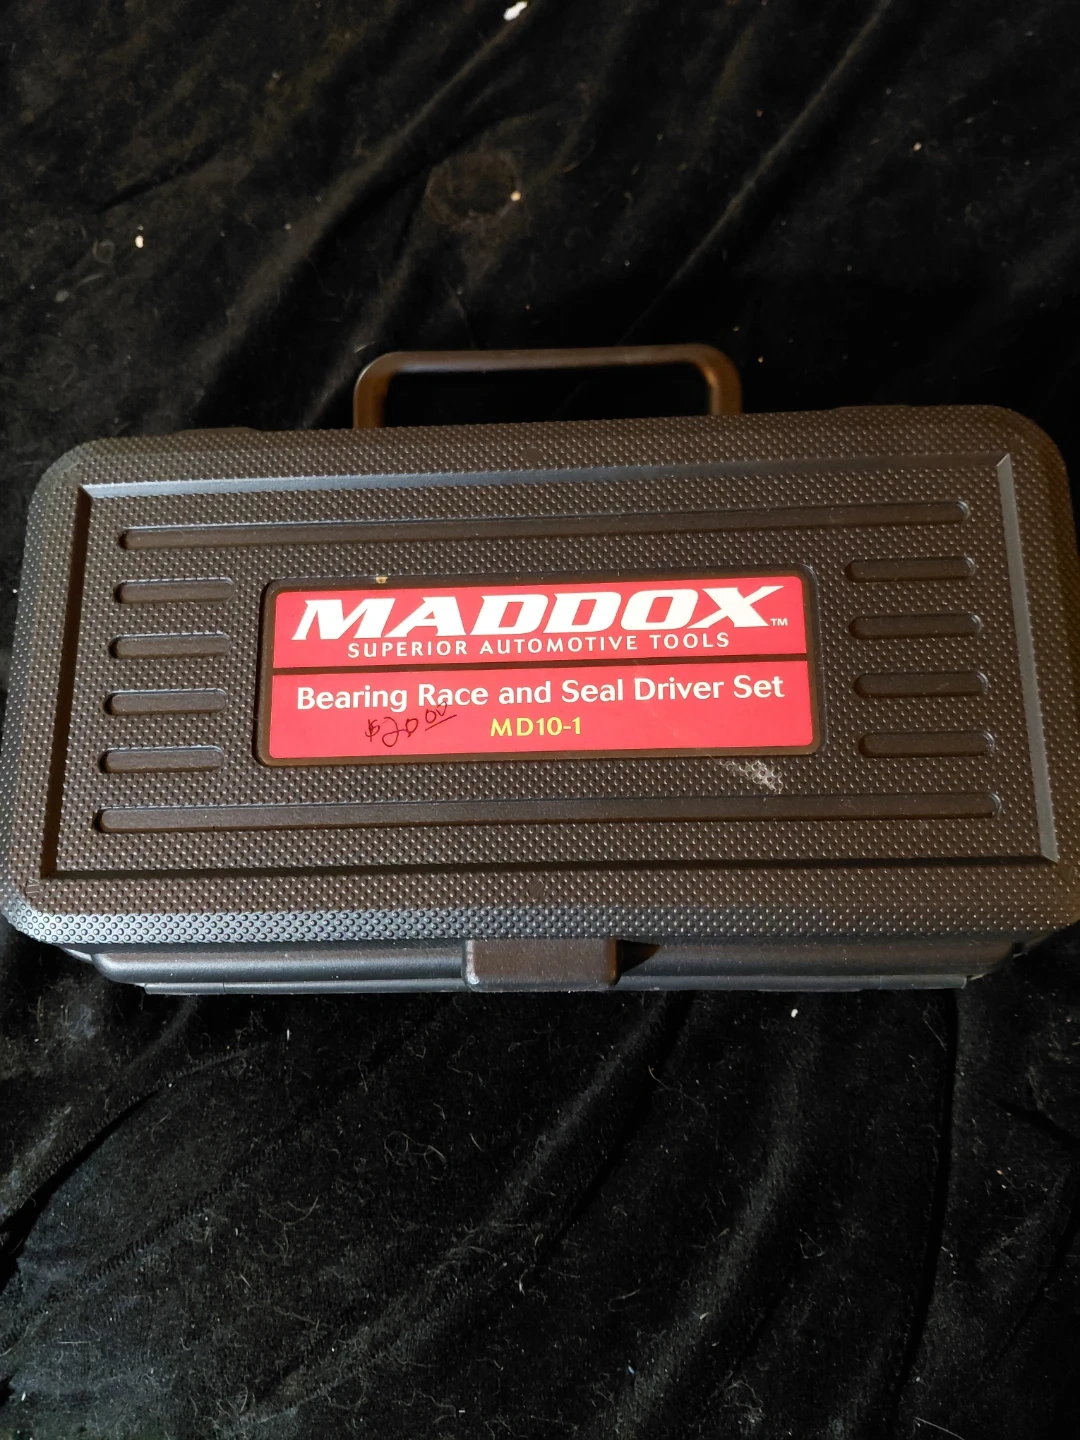 MADDOX™
SUPERIOR AUTOMOTIVE TOOLS
Bearing Race and Seal Driver Set
$20.00
MD10-1